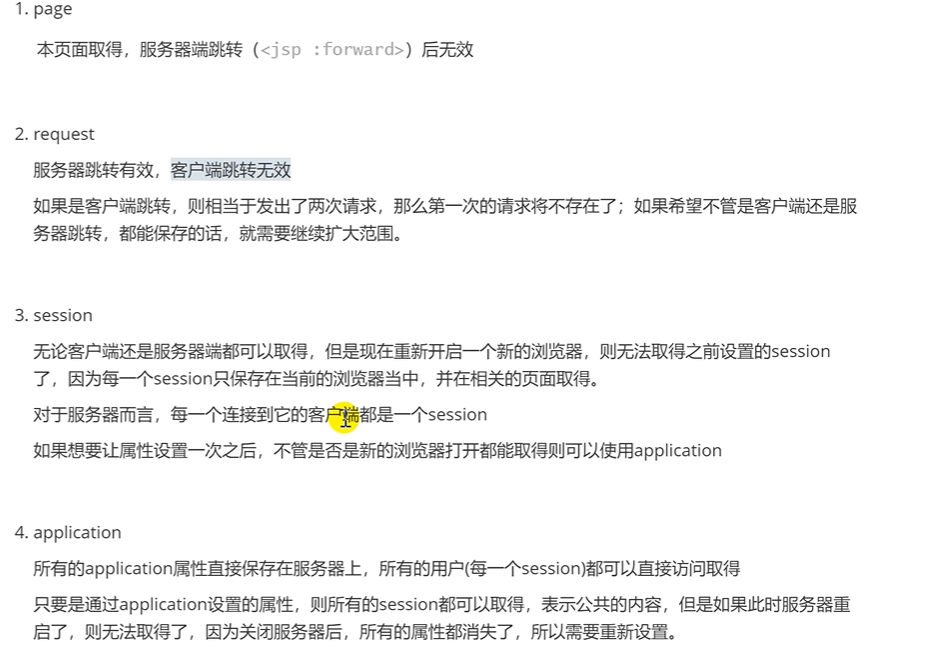 1. page
本页面取得，服务器端跳转（<jsp :forward>）后无效
2. request
服务器跳转有效，客户端跳转无效
如果是客户端跳转，则相当于发出了两次请求，那么第一次的请求将不存在了；如果希望不管是客户端还是服
务器跳转，都能保存的话，就需要继续扩大范围。
3. session
无论客户端还是服务器端都可以取得，但是现在重新开启一个新的浏览器，则无法取得之前设置的session
了，因为每一个session只保存在当前的浏览器当中，并在相关的页面取得。
对于服务器而言，每一个连接到它的客户端都是一个session
如果想要让属性设置一次之后，不管是否是新的浏览器打开都能取得则可以使用application
4. application
所有的application属性直接保存在服务器上，所有的用户(每一个session)都可以直接访问取得
只要是通过application设置的属性，则所有的session都可以取得，表示公共的内容，但是如果此时服务器重
启了，则无法取得了，因为关闭服务器后，所有的属性都消失了，所以需要重新设置。